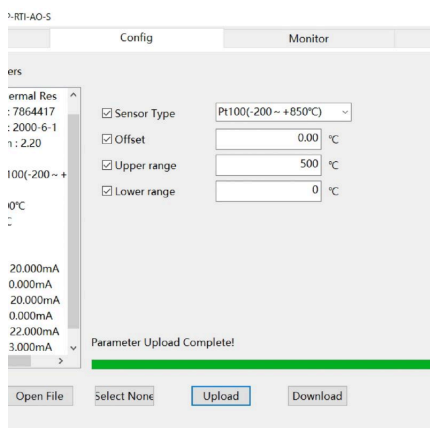 P-RTI-AO-S
Config
Monitor
ers
ermal Res
: 7864417
: 2000-6-1
n : 2.20
100(-200 ~ +
00℃
20.000mA
0.000mA
20.000mA
0.000mA
22.000mA
3.000mA
Sensor Type
Pt100(-200 ~ +850℃)
Offset
0.00 ℃
Upper range
500 ℃
Lower range
0 ℃
Parameter Upload Complete!
Open File
Select None
Upload
Download